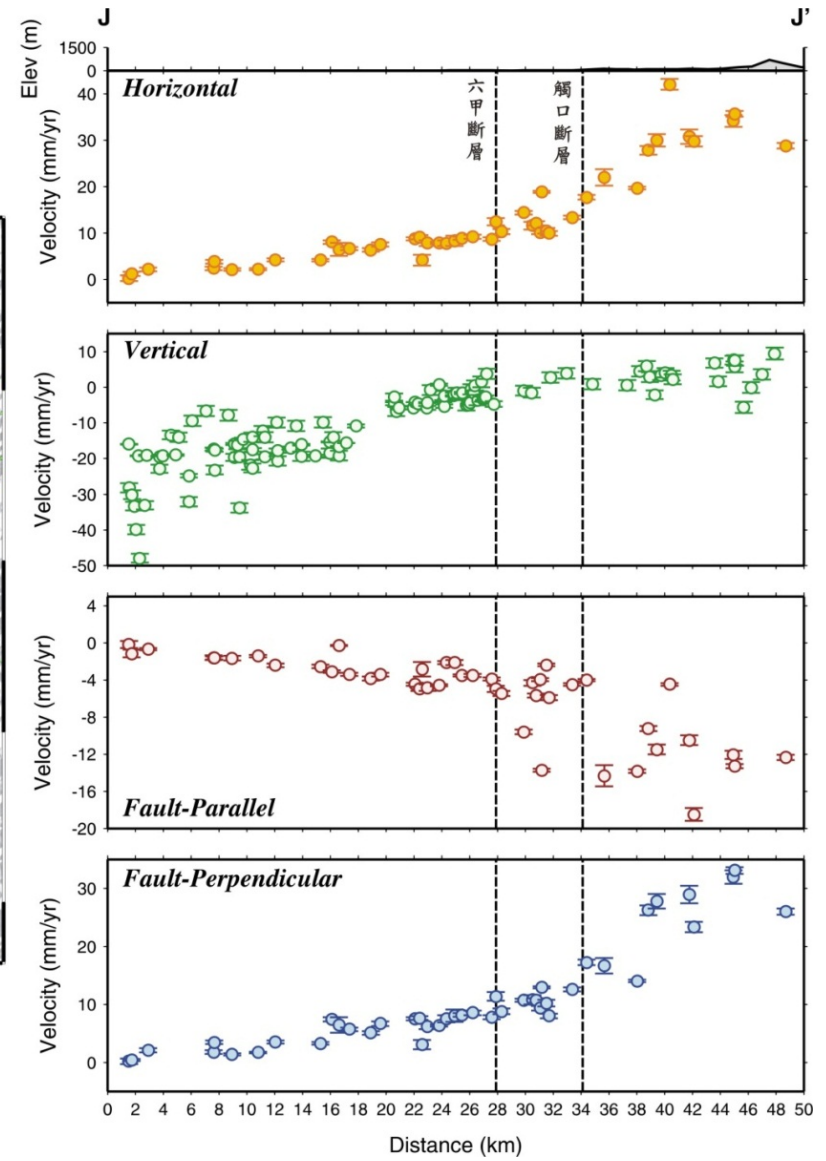 J J’
Elev (m)
1500
0
Horizontal
六甲斷層
觸口斷層
Velocity (mm/yr)
40
30
20
10
0
Vertical
Velocity (mm/yr)
10
0
-10
-20
-30
-40
-50
Fault-Parallel
Velocity (mm/yr)
4
0
-4
-8
-12
-16
-20
Fault-Perpendicular
Velocity (mm/yr)
30
20
10
0
0 2 4 6 8 10 12 14 16 18 20 22 24 26 28 30 32 34 36 38 40 42 44 46 48 50
Distance (km)